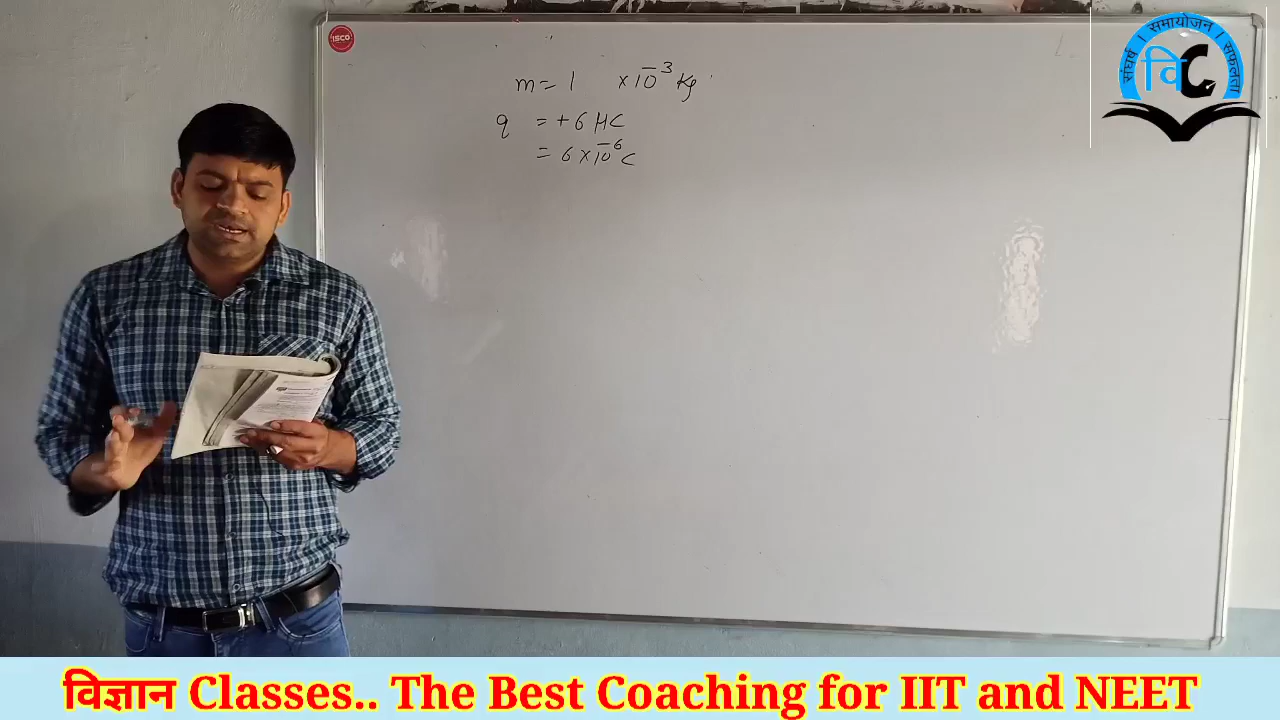 ISCO
m = 1 × 10⁻³ Kg
q = + 6 μC
= 6 × 10⁻⁶ C
संघर्ष । समायोजन । सफलता
विC
विज्ञान Classes.. The Best Coaching for IIT and NEET